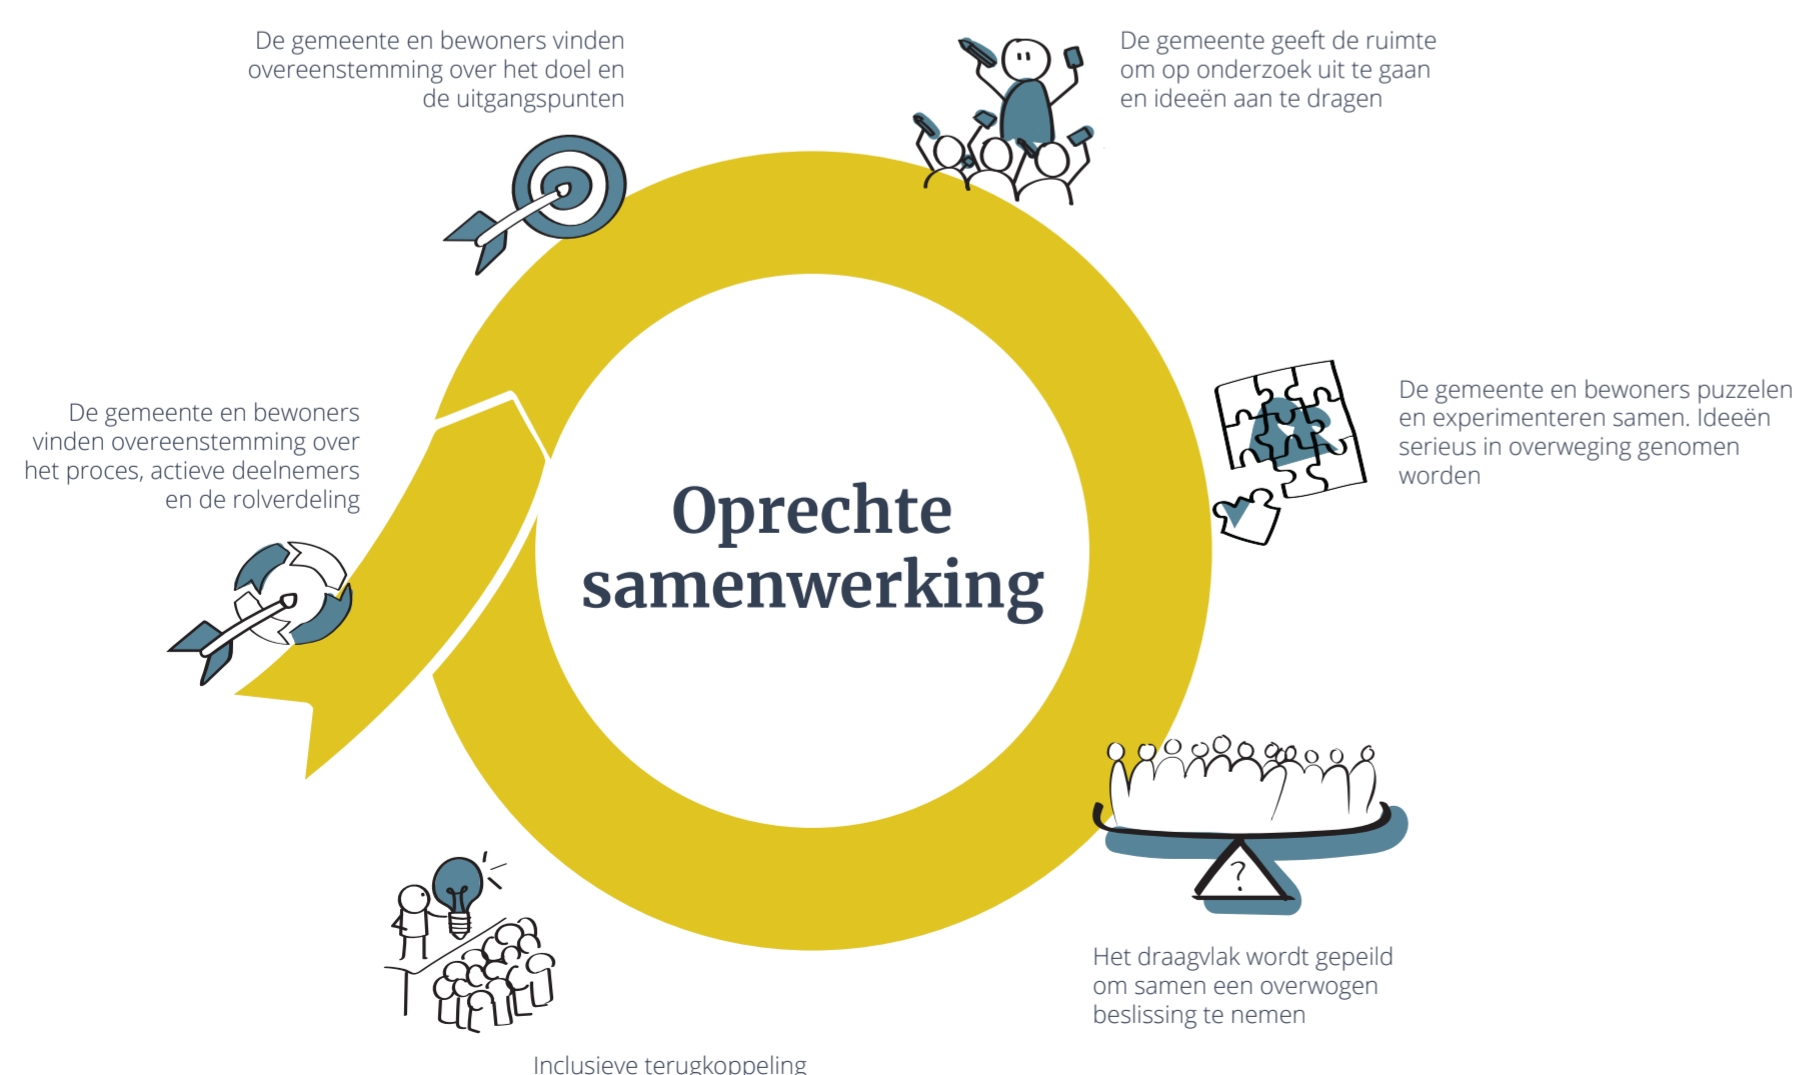 De gemeente en bewoners vinden
overeenstemming over het doel en
de uitgangspunten
De gemeente geeft de ruimte
om op onderzoek uit te gaan
en ideeën aan te dragen
De gemeente en bewoners puzzelen
en experimenteren samen. Ideeën
serieus in overweging genomen
worden
De gemeente en bewoners
vinden overeenstemming over
het proces, actieve deelnemers
en de rolverdeling
Oprechte
samenwerking
?
Het draagvlak wordt gepeild
om samen een overwogen
beslissing te nemen
Inclusieve terugkoppeling